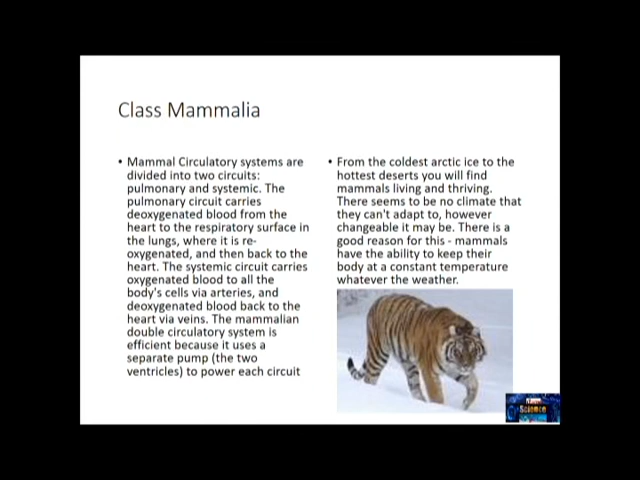 Class Mammalia
• Mammal Circulatory systems are
divided into two circuits:
pulmonary and systemic. The
pulmonary circuit carries
deoxygenated blood from the
heart to the respiratory surface in
the lungs, where it is re-
oxygenated, and then back to the
heart. The systemic circuit carries
oxygenated blood to all the
body's cells via arteries, and
deoxygenated blood back to the
heart via veins. The mammalian
double circulatory system is
efficient because it uses a
separate pump (the two
ventricles) to power each circuit
• From the coldest arctic ice to the
hottest deserts you will find
mammals living and thriving.
There seems to be no climate that
they can't adapt to, however
changeable it may be. There is a
good reason for this - mammals
have the ability to keep their
body at a constant temperature
whatever the weather.
Science